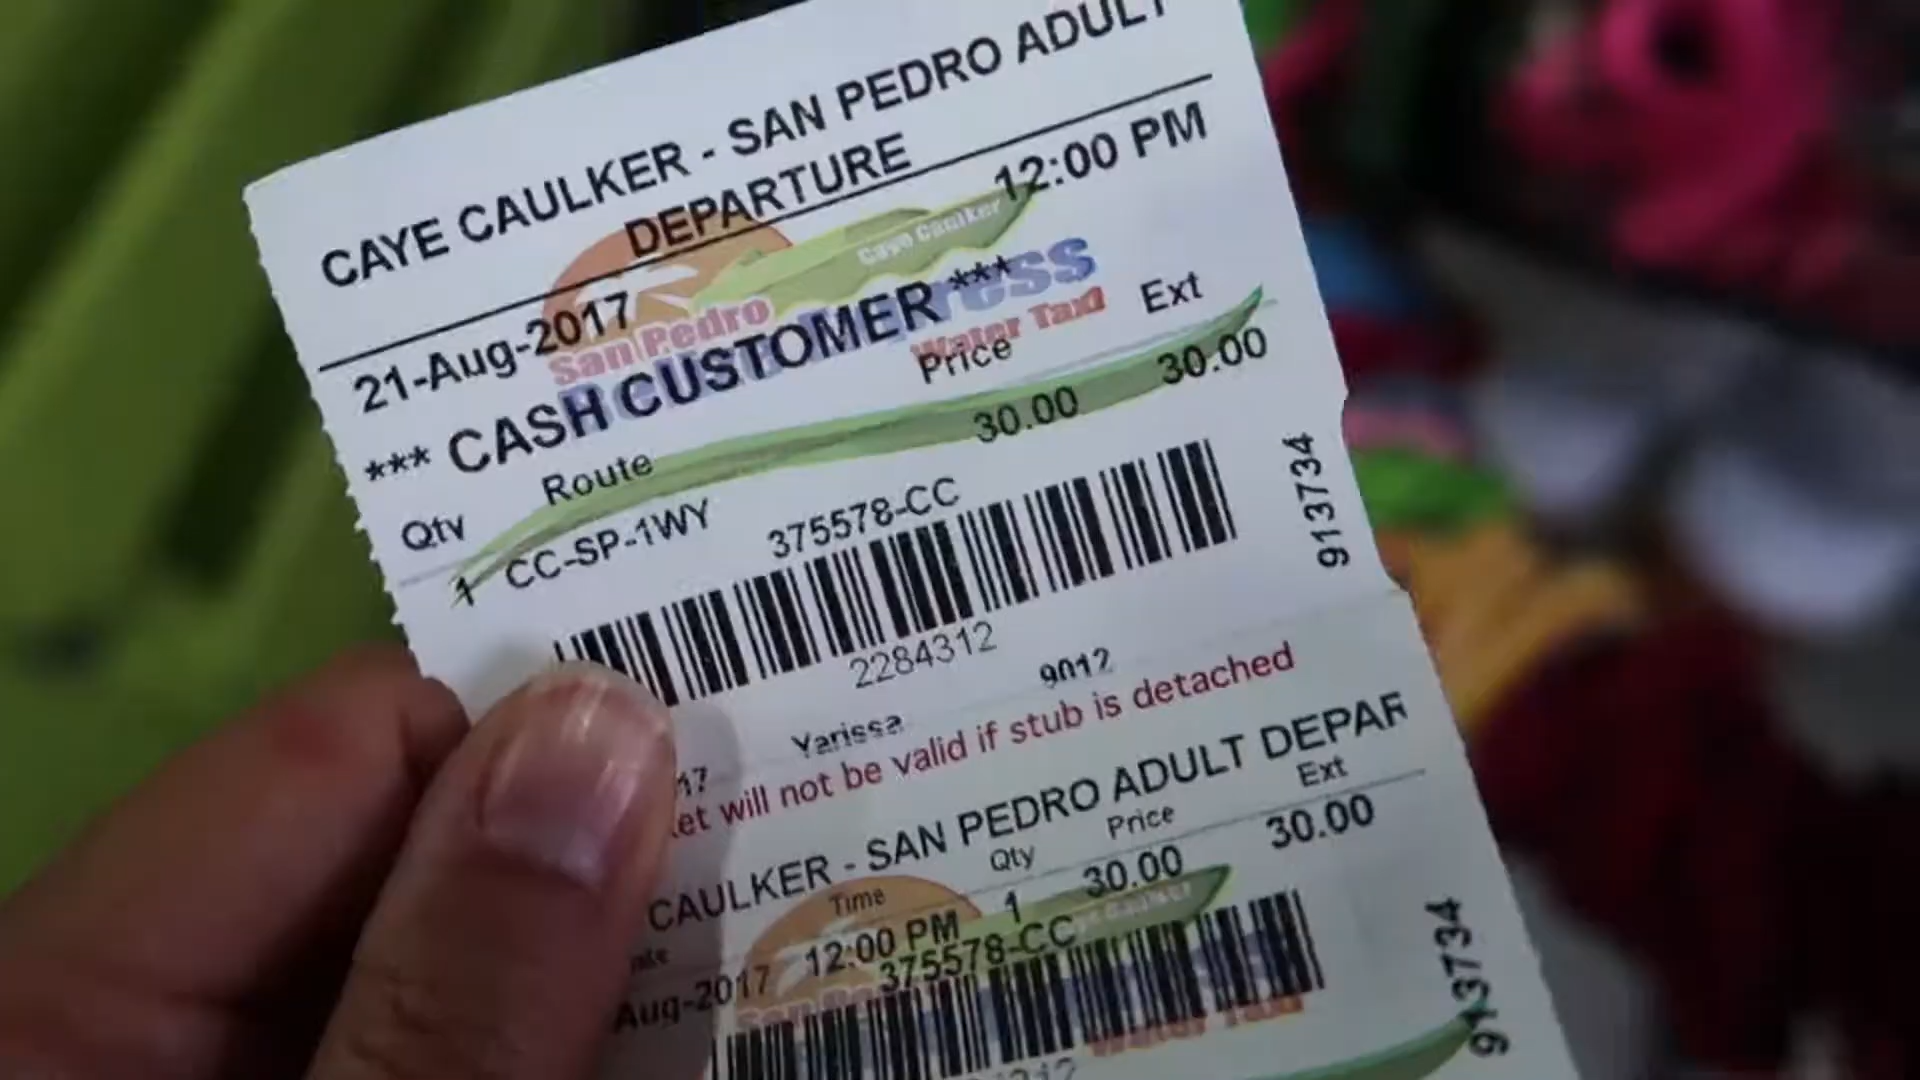 CAYE CAULKER - SAN PEDRO ADULT
DEPARTURE
21-Aug-2017 12:00 PM
San Pedro
Caye Caulker
Water Taxi
*** CASH CUSTOMER ***
Qty Route Price Ext
1 CC-SP-1WY 30.00 30.00
375578-CC
913734
2284312
17 Yarissa 9012
will not be valid if stub is detached
CAULKER - SAN PEDRO ADULT DEPAR
Time Qty Price Ext
Aug-2017 12:00 PM 1 30.00 30.00
375578-CC
Water Taxi
913734